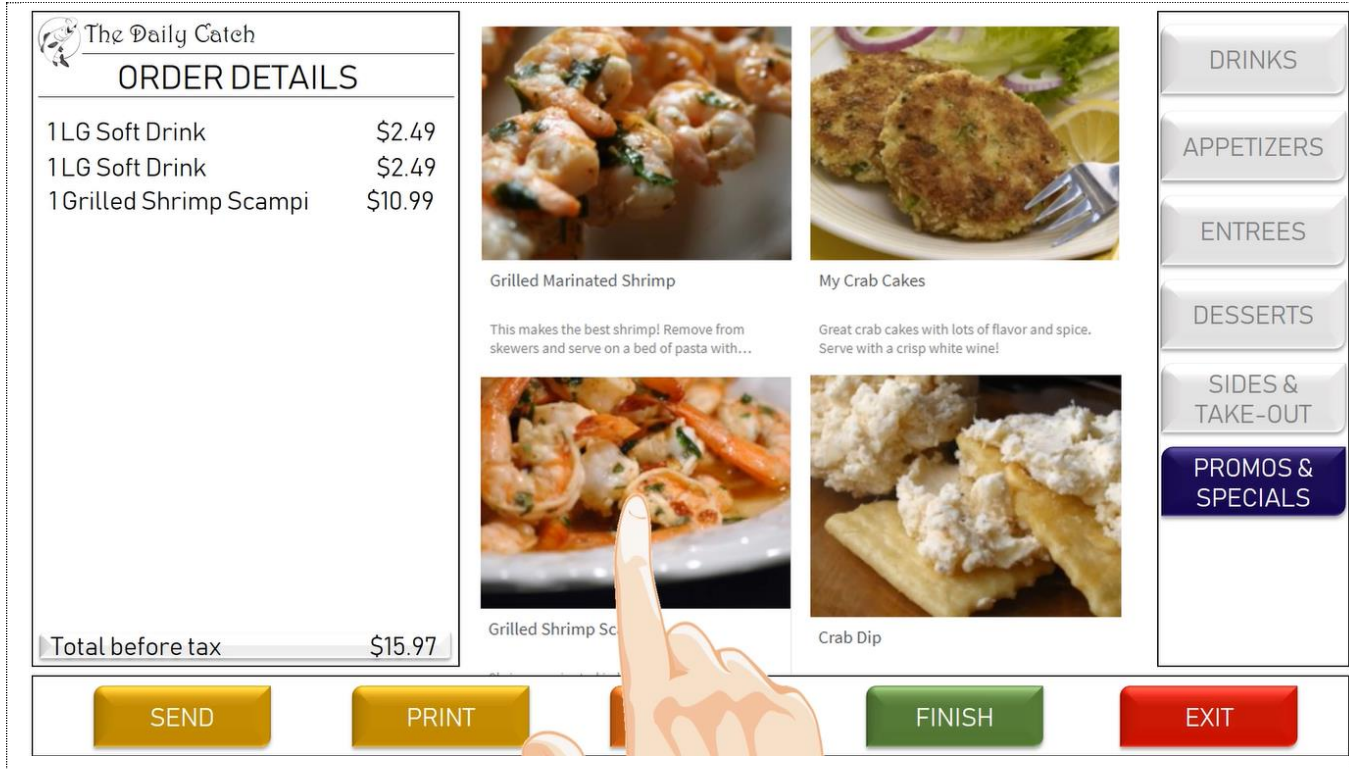 The Daily Catch
ORDER DETAILS
1 LG Soft Drink $2.49
1 LG Soft Drink $2.49
1 Grilled Shrimp Scampi $10.99
Total before tax $15.97
Grilled Marinated Shrimp
This makes the best shrimp! Remove from
skewers and serve on a bed of pasta with...
My Crab Cakes
Great crab cakes with lots of flavor and spice.
Serve with a crisp white wine!
Grilled Shrimp
Crab Dip
DRINKS
APPETIZERS
ENTREES
DESSERTS
SIDES &
TAKE-OUT
PROMOS &
SPECIALS
SEND
PRINT
FINISH
EXIT